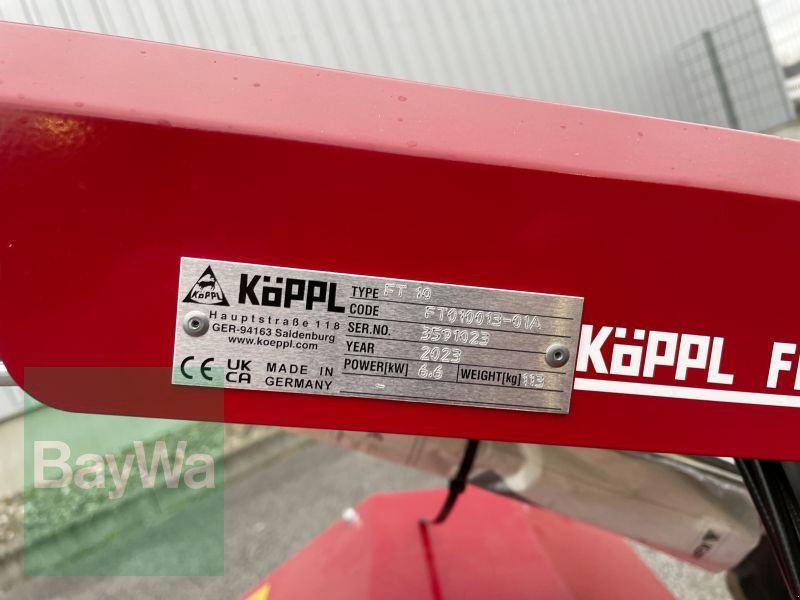 KÖPPL
KÖPPL
Hauptstraße 118
GER-94163 Saldenburg
www.koeppl.com
CE UK CA MADE IN GERMANY
TYPE FT 10
CODE FT010013-01A
SER.NO. 3591023
YEAR 2023
POWER[kW] 6.6 WEIGHT[kg] 113
-
KÖPPL
BayWa